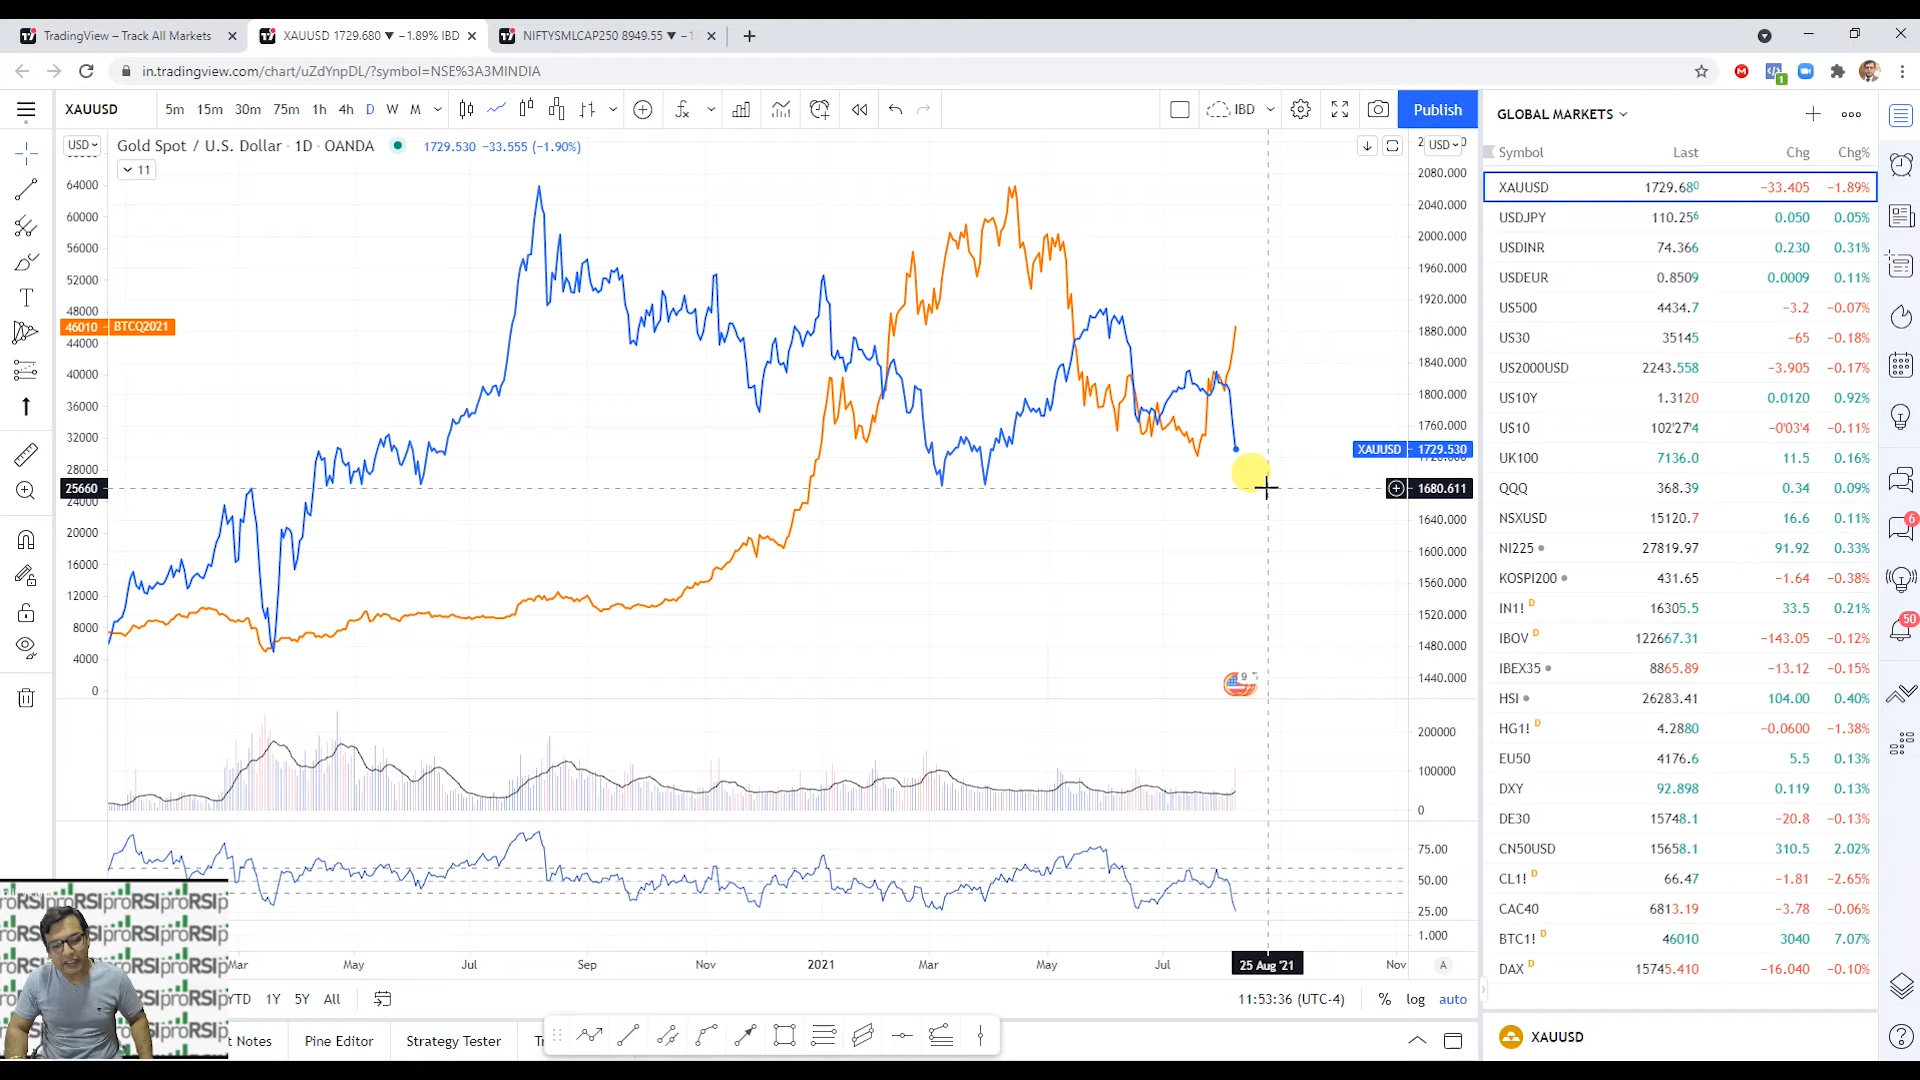 TradingView – Track All Markets
XAUUSD 1729.680 ▼ −1.89% IBD
NIFTYSMLCAP250 8949.55 ▼ −1
in.tradingview.com/chart/uZdYnpDL/?symbol=NSE%3A3MINDIA
XAUUSD 5m 15m 30m 75m 1h 4h D W M IBD Publish
USD Gold Spot / U.S. Dollar · 1D · OANDA 1729.530 −33.555 (−1.90%) USD
11
64000
60000
56000
52000
48000
46010 BTCQ2021
44000
40000
36000
32000
28000
25660
24000
20000
16000
12000
8000
4000
0
2080.000
2040.000
2000.000
1960.000
1920.000
1880.000
1840.000
1800.000
1760.000
XAUUSD 1729.530
1680.611
1640.000
1600.000
1560.000
1520.000
1480.000
1440.000
200000
100000
0
75.00
50.00
25.00
1.000
Mar May Jul Sep Nov 2021 Mar May Jul 25 Aug '21 Nov A
YTD 1Y 5Y All 11:53:36 (UTC-4) % log auto
t Notes Pine Editor Strategy Tester
GLOBAL MARKETS
Symbol Last Chg Chg%
XAUUSD 1729.680 −33.405 −1.89%
USDJPY 110.256 0.050 0.05%
USDINR 74.366 0.230 0.31%
USDEUR 0.8509 0.0009 0.11%
US500 4434.7 −3.2 −0.07%
US30 35145 −65 −0.18%
US2000USD 2243.558 −3.905 −0.17%
US10Y 1.3120 0.0120 0.92%
US10 102'27'4 −0'03'4 −0.11%
UK100 7136.0 11.5 0.16%
QQQ 368.39 0.34 0.09%
NSXUSD 15120.7 16.6 0.11%
NI225 27819.97 91.92 0.33%
KOSPI200 431.65 −1.64 −0.38%
IN1! D 16305.5 33.5 0.21%
IBOV D 122667.31 −143.05 −0.12%
IBEX35 8865.89 −13.12 −0.15%
HSI 26283.41 104.00 0.40%
HG1! D 4.2880 −0.0600 −1.38%
EU50 4176.6 5.5 0.13%
DXY 92.898 0.119 0.13%
DE30 15748.1 −20.8 −0.13%
CN50USD 15658.1 310.5 2.02%
CL1! D 66.47 −1.81 −2.65%
CAC40 6813.19 −3.78 −0.06%
BTC1! D 46010 3040 7.07%
DAX D 15745.410 −16.040 −0.10%
XAUUSD
6
50
proRSI